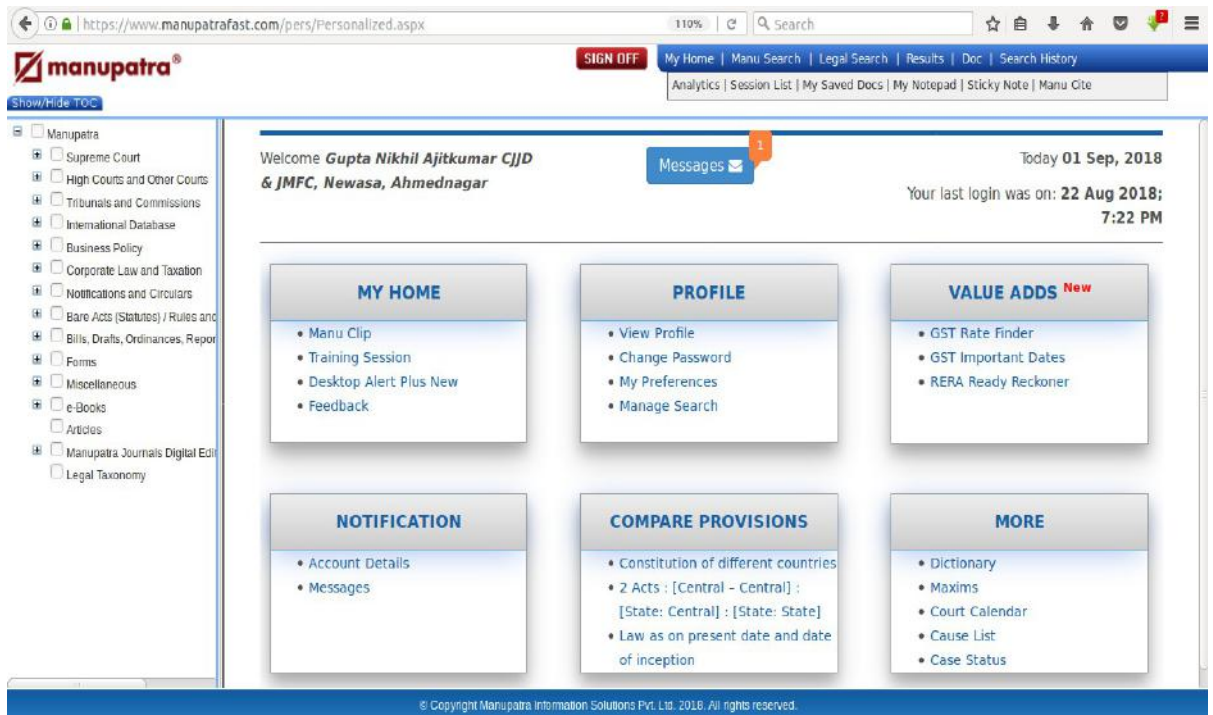 https://www.manupatrafast.com/pers/Personalized.aspx
110%
Search
manupatra®
SIGN OFF
My Home | Manu Search | Legal Search | Results | Doc | Search History
Analytics | Session List | My Saved Docs | My Notepad | Sticky Note | Manu Cite
Show/Hide TOC
Manupatra
Supreme Court
High Courts and Other Courts
Tribunals and Commissions
International Database
Business Policy
Corporate Law and Taxation
Notifications and Circulars
Bare Acts (Statutes) / Rules and
Bills, Drafts, Ordinances, Repor
Forms
Miscellaneous
e-Books
Articles
Manupatra Journals Digital Edit
Legal Taxonomy
Welcome Gupta Nikhil Ajitkumar CJJD
& JMFC, Newasa, Ahmednagar
Messages
1
Today 01 Sep, 2018
Your last login was on: 22 Aug 2018;
7:22 PM
MY HOME
• Manu Clip
• Training Session
• Desktop Alert Plus New
• Feedback
PROFILE
• View Profile
• Change Password
• My Preferences
• Manage Search
VALUE ADDS New
• GST Rate Finder
• GST Important Dates
• RERA Ready Reckoner
NOTIFICATION
• Account Details
• Messages
COMPARE PROVISIONS
• Constitution of different countries
• 2 Acts : [Central – Central] :
[State: Central] : [State: State]
• Law as on present date and date
of inception
MORE
• Dictionary
• Maxims
• Court Calendar
• Cause List
• Case Status
© Copyright Manupatra Information Solutions Pvt. Ltd. 2018. All rights reserved.